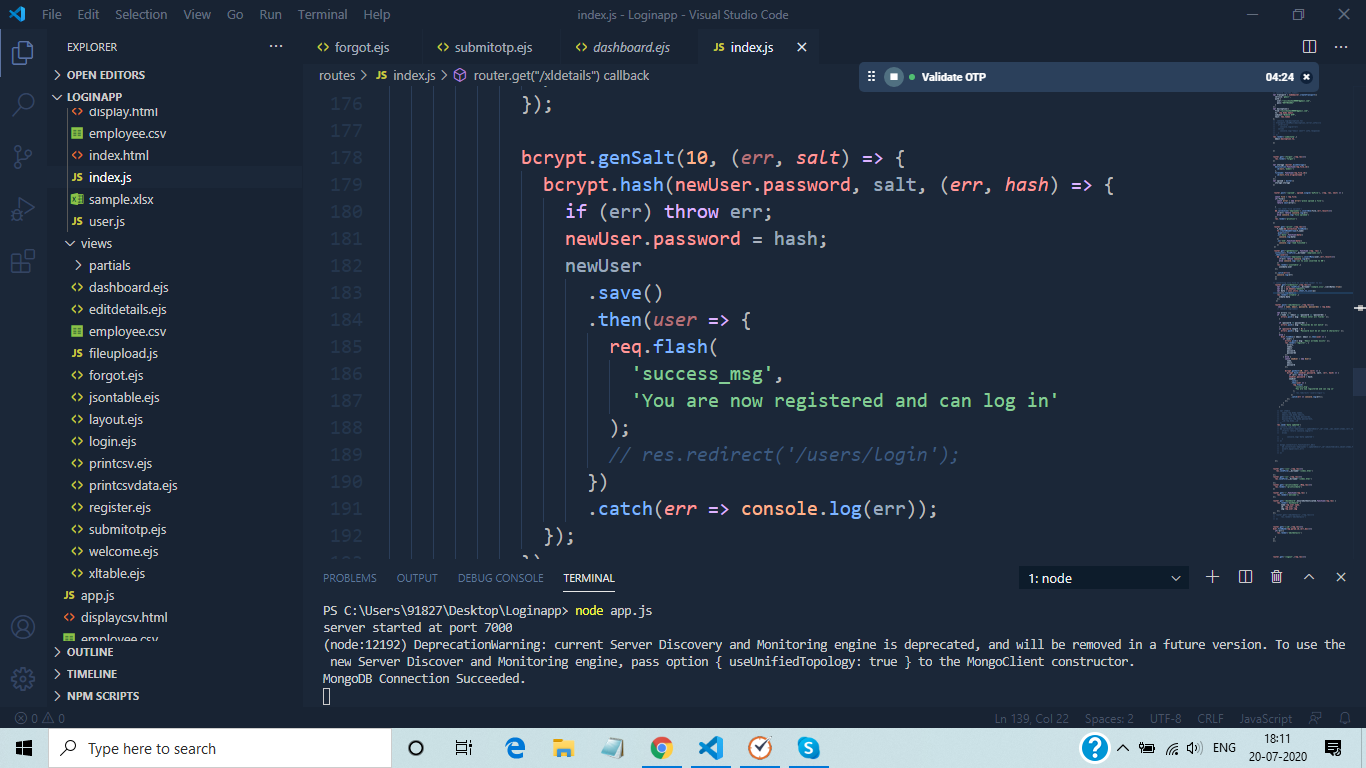 File Edit Selection View Go Run Terminal Help index.js - Loginapp - Visual Studio Code
EXPLORER
OPEN EDITORS
LOGINAPP
display.html
employee.csv
index.html
JS index.js
sample.xlsx
JS user.js
views
partials
dashboard.ejs
editdetails.ejs
employee.csv
JS fileupload.js
forgot.ejs
jsontable.ejs
layout.ejs
login.ejs
printcsv.ejs
printcsvdata.ejs
register.ejs
submitotp.ejs
welcome.ejs
xltable.ejs
JS app.js
displaycsv.html
employee.csv
OUTLINE
TIMELINE
NPM SCRIPTS
forgot.ejs submitotp.ejs dashboard.ejs JS index.js
routes > JS index.js > router.get("/xldetails") callback
Validate OTP 04:24
176 });
177
178 bcrypt.genSalt(10, (err, salt) => {
179 bcrypt.hash(newUser.password, salt, (err, hash) => {
180 if (err) throw err;
181 newUser.password = hash;
182 newUser
183 .save()
184 .then(user => {
185 req.flash(
186 'success_msg',
187 'You are now registered and can log in'
188 );
189 // res.redirect('/users/login');
190 })
191 .catch(err => console.log(err));
192 });
193 })
PROBLEMS OUTPUT DEBUG CONSOLE TERMINAL 1: node
PS C:\Users\91827\Desktop\Loginapp> node app.js
server started at port 7000
(node:12192) DeprecationWarning: current Server Discovery and Monitoring engine is deprecated, and will be removed in a future version. To use the
new Server Discover and Monitoring engine, pass option { useUnifiedTopology: true } to the MongoClient constructor.
MongoDB Connection Succeeded.
0 0 Ln 139, Col 22 Spaces: 2 UTF-8 CRLF JavaScript
Type here to search
ENG
18:11
20-07-2020